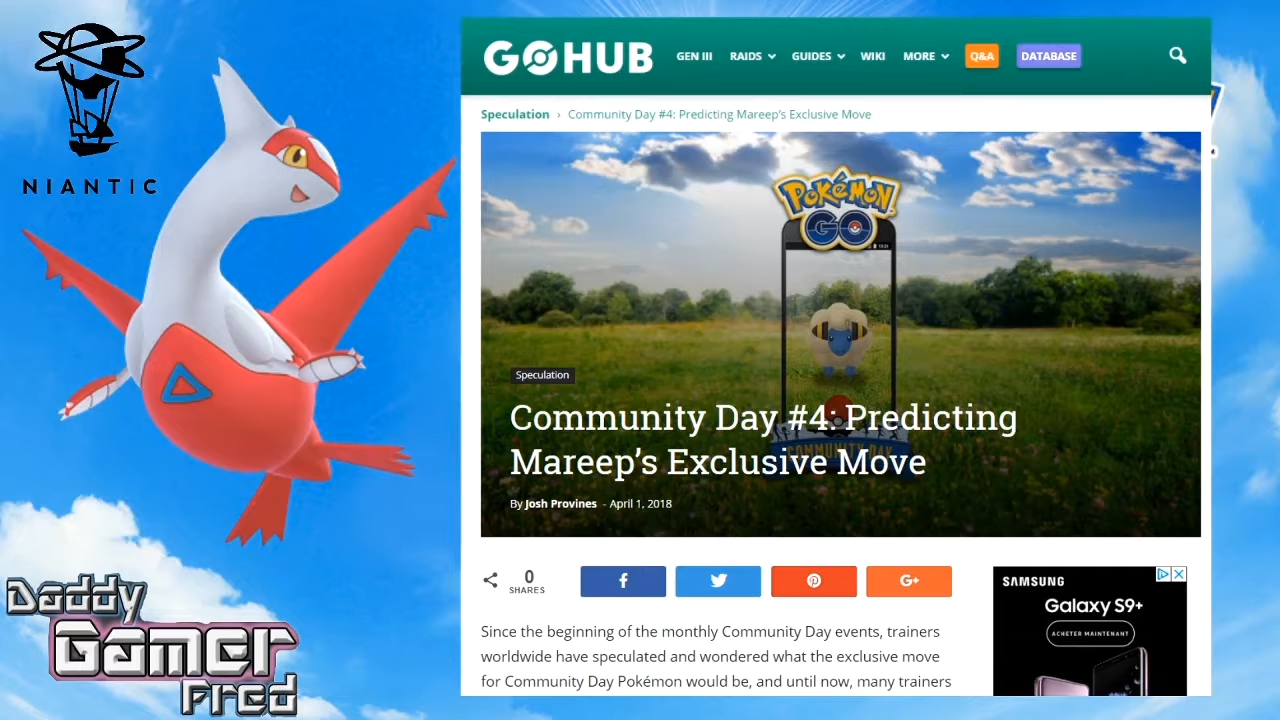 NIANTIC
GOHUB
GEN III RAIDS GUIDES WIKI MORE Q&A DATABASE
Speculation › Community Day #4: Predicting Mareep's Exclusive Move
POKÉMON
GO
Speculation
Community Day #4: Predicting
Mareep's Exclusive Move
COMMUNITY DAY
By Josh Provines - April 1, 2018
0
SHARES
G+
SAMSUNG
Galaxy S9+
ACHETER MAINTENANT
Since the beginning of the monthly Community Day events, trainers
worldwide have speculated and wondered what the exclusive move
for Community Day Pokémon would be, and until now, many trainers
Daddy
Gamer
Fred